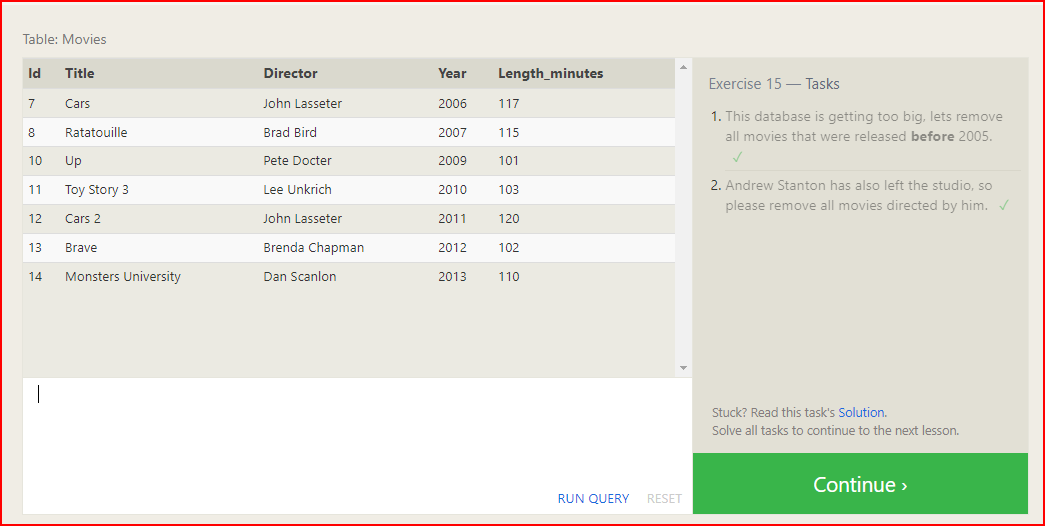 Table: Movies
Id Title Director Year Length_minutes
7 Cars John Lasseter 2006 117
8 Ratatouille Brad Bird 2007 115
10 Up Pete Docter 2009 101
11 Toy Story 3 Lee Unkrich 2010 103
12 Cars 2 John Lasseter 2011 120
13 Brave Brenda Chapman 2012 102
14 Monsters University Dan Scanlon 2013 110
RUN QUERY RESET
Exercise 15 — Tasks
1. This database is getting too big, lets remove
all movies that were released before 2005.
✓
2. Andrew Stanton has also left the studio, so
please remove all movies directed by him. ✓
Stuck? Read this task's Solution.
Solve all tasks to continue to the next lesson.
Continue ›